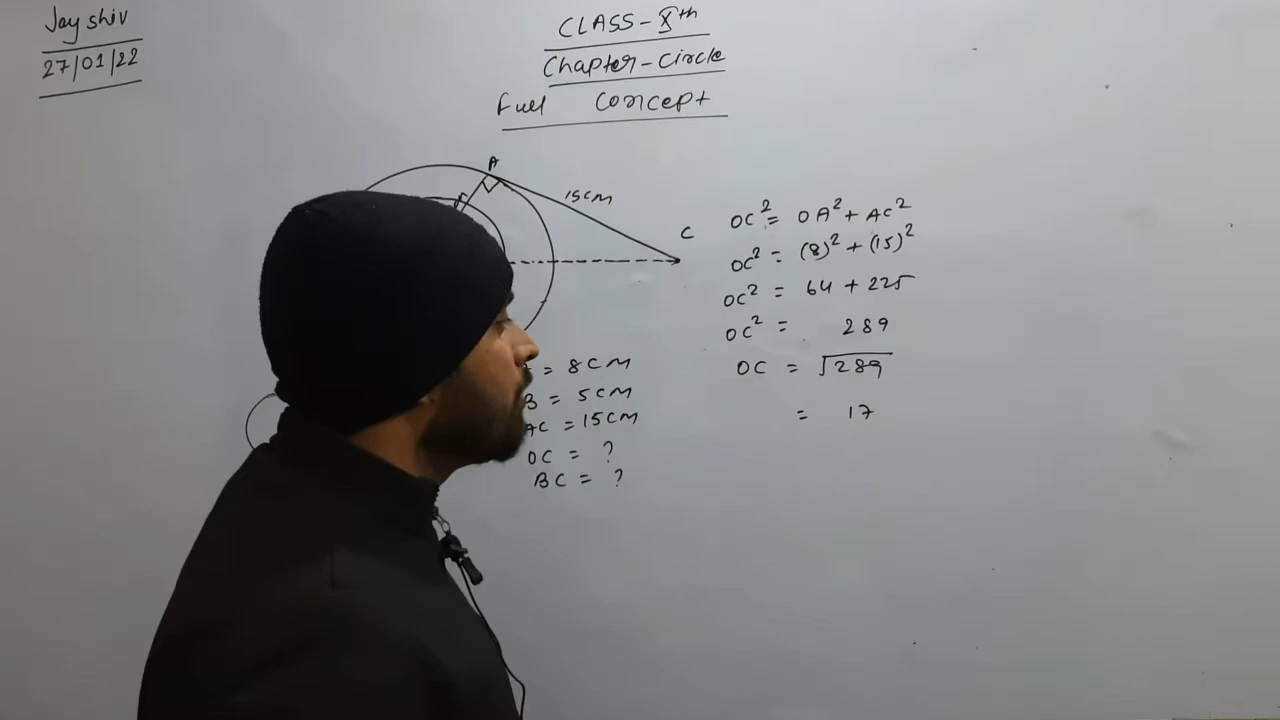 Jay shiv
27/01/22
CLASS-Xth
Chapter-Circle
Full Concept
A
15CM
C
= 8CM
B = 5CM
AC = 15CM
OC = ?
BC = ?
OC² = OA² + AC²
OC² = (8)² + (15)²
OC² = 64 + 225
OC² = 289
OC = √289
= 17